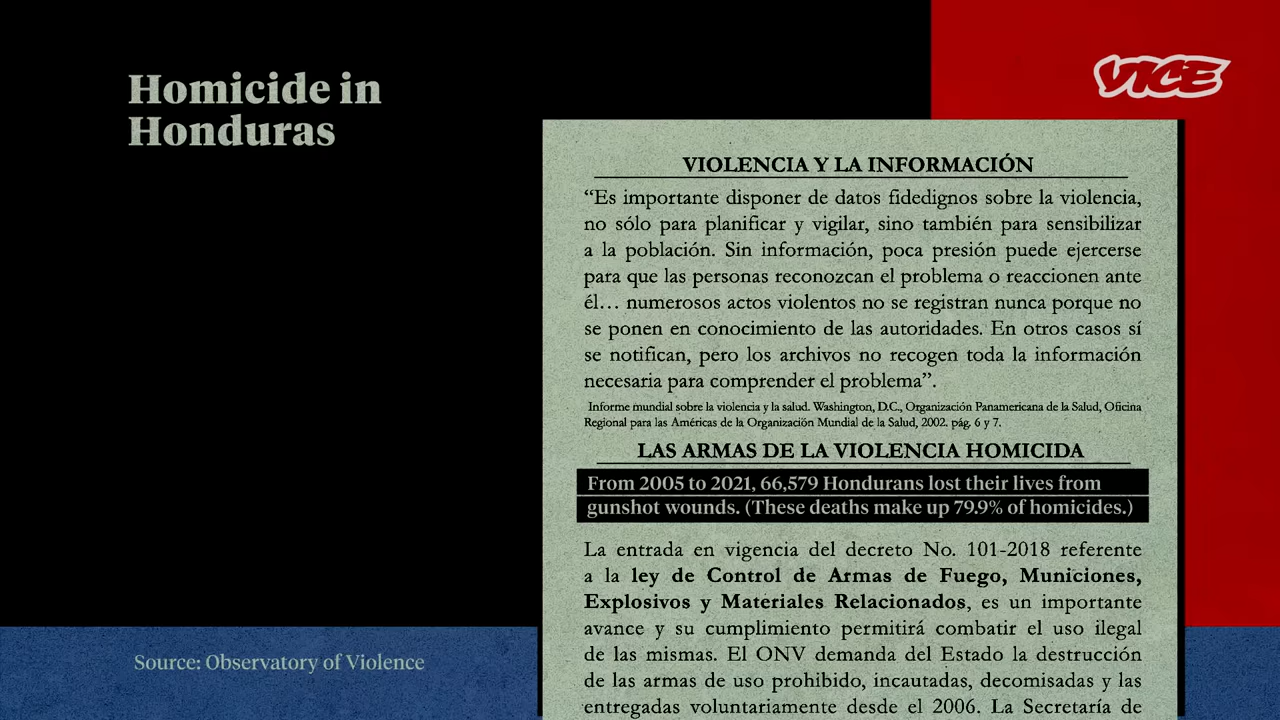 Homicide in
Honduras
VICE
VIOLENCIA Y LA INFORMACIÓN
“Es importante disponer de datos fidedignos sobre la violencia,
no sólo para planificar y vigilar, sino también para sensibilizar
a la población. Sin información, poca presión puede ejercerse
para que las personas reconozcan el problema o reaccionen ante
él… numerosos actos violentos no se registran nunca porque no
se ponen en conocimiento de las autoridades. En otros casos sí
se notifican, pero los archivos no recogen toda la información
necesaria para comprender el problema”.
Informe mundial sobre la violencia y la salud. Washington, D.C., Organización Panamericana de la Salud, Oficina
Regional para las Américas de la Organización Mundial de la Salud, 2002. pág. 6 y 7.
LAS ARMAS DE LA VIOLENCIA HOMICIDA
From 2005 to 2021, 66,579 Hondurans lost their lives from
gunshot wounds. (These deaths make up 79.9% of homicides.)
La entrada en vigencia del decreto No. 101-2018 referente
a la ley de Control de Armas de Fuego, Municiones,
Explosivos y Materiales Relacionados, es un importante
avance y su cumplimiento permitirá combatir el uso ilegal
de las mismas. El ONV demanda del Estado la destrucción
de las armas de uso prohibido, incautadas, decomisadas y las
entregadas voluntariamente desde el 2006. La Secretaría de
Source: Observatory of Violence